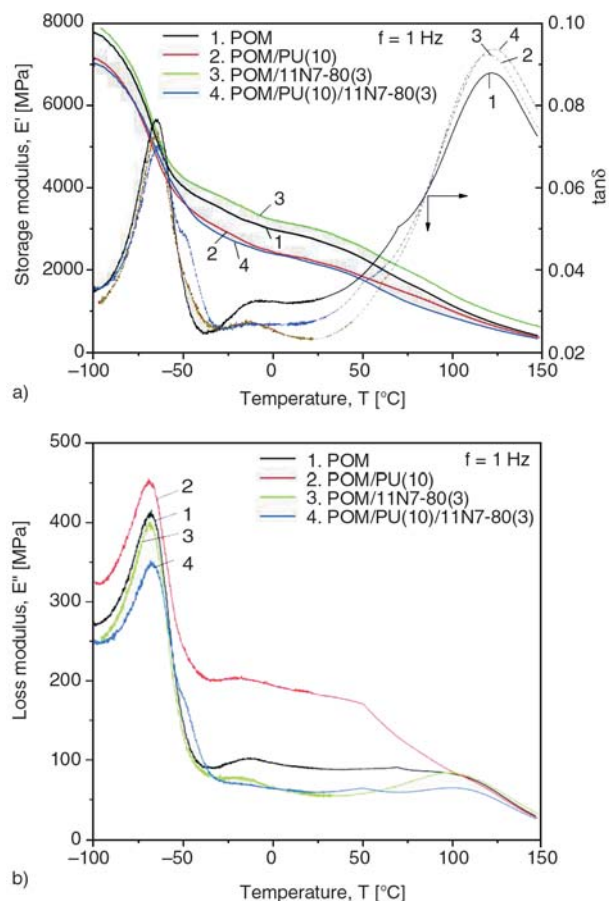 1. POM
2. POM/PU(10)
3. POM/11N7-80(3)
4. POM/PU(10)/11N7-80(3)
f = 1 Hz
Storage modulus, E′ [MPa]
8000
6000
4000
2000
0
tanδ
0.10
0.08
0.06
0.04
0.02
3 4
2
1
3
1
2
4
–100 –50 0 50 100 150
Temperature, T [°C]
a)
1. POM
2. POM/PU(10)
3. POM/11N7-80(3)
4. POM/PU(10)/11N7-80(3)
f = 1 Hz
Loss modulus, E″ [MPa]
500
400
300
200
100
0
2
1
3
4
–100 –50 0 50 100 150
Temperature, T [°C]
b)